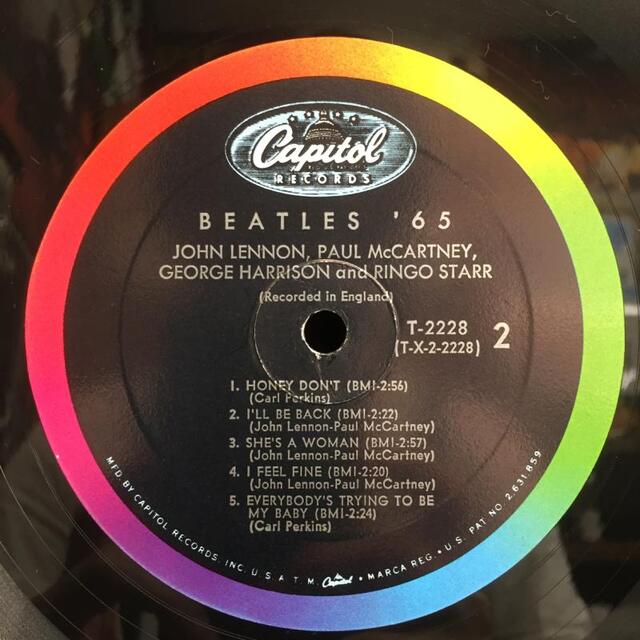 Capitol
RECORDS
BEATLES '65
JOHN LENNON, PAUL McCARTNEY,
GEORGE HARRISON and RINGO STARR
(Recorded in England)
T-2228
(T-X-2-2228)
2
1. HONEY DON'T (BMI-2:56)
(Carl Perkins)
2. I'LL BE BACK (BMI-2:22)
(John Lennon-Paul McCartney)
3. SHE'S A WOMAN (BMI-2:57)
(John Lennon-Paul McCartney)
4. I FEEL FINE (BMI-2:20)
(John Lennon-Paul McCartney)
5. EVERYBODY'S TRYING TO BE
MY BABY (BMI-2:24)
(Carl Perkins)
MFD. BY CAPITOL RECORDS, INC. U.S.A. T.M. Capitol • MARCA REG. • U.S. PAT. NO. 2,631,859